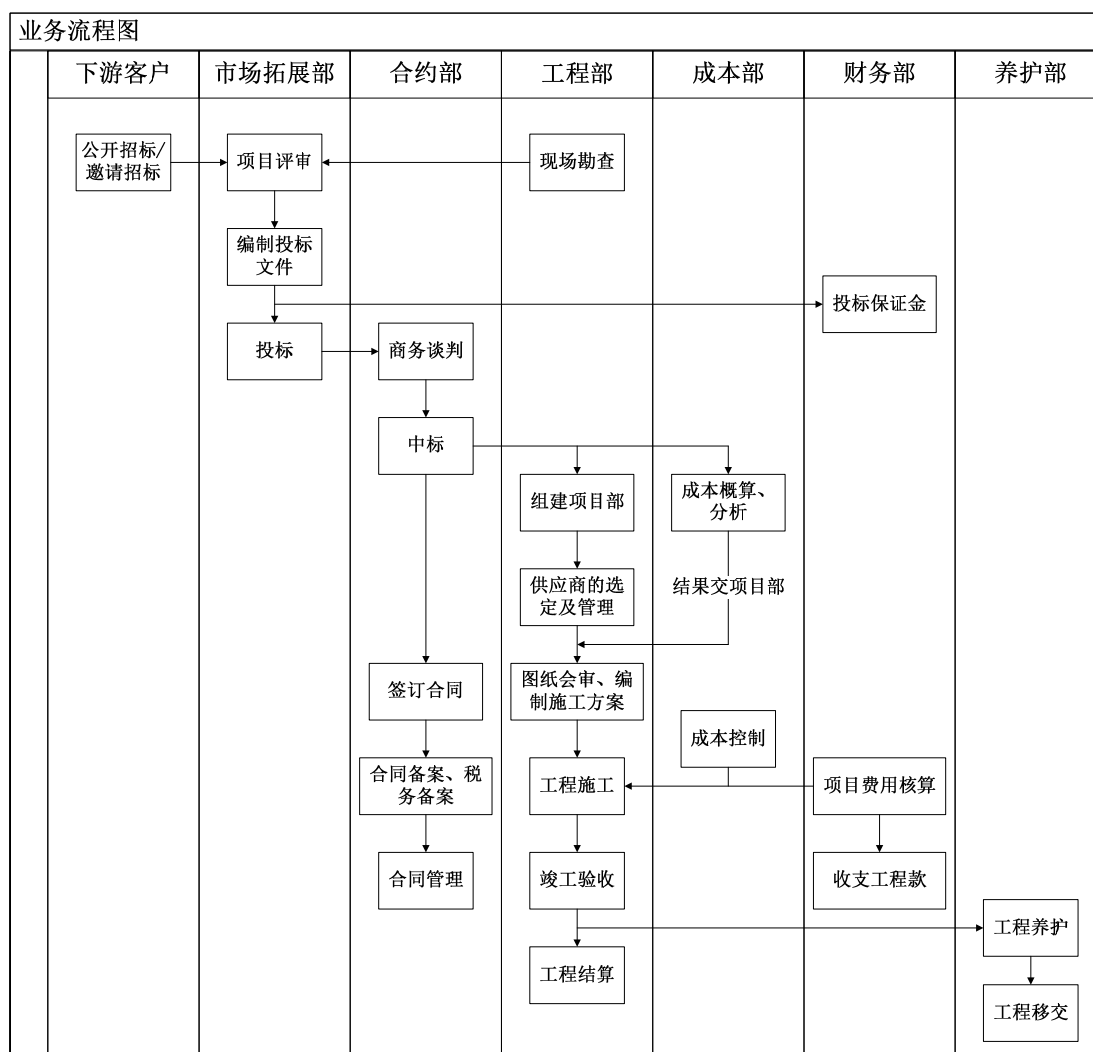 业务流程图
下游客户
市场拓展部
合约部
工程部
成本部
财务部
养护部
公开招标/
邀请招标
项目评审
现场勘查
编制投标
文件
投标保证金
投标
商务谈判
中标
组建项目部
成本概算、
分析
供应商的选
定及管理
结果交项目部
签订合同
图纸会审、编
制施工方案
成本控制
合同备案、税
务备案
工程施工
项目费用核算
合同管理
竣工验收
收支工程款
工程养护
工程结算
工程移交